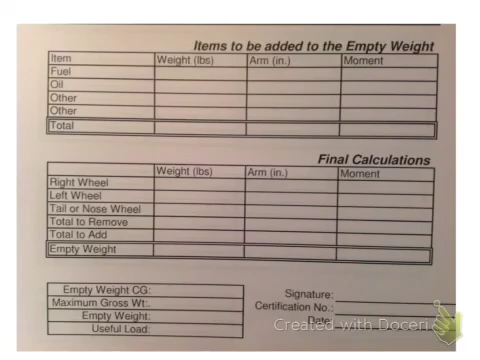 Items to be added to the Empty Weight
Item Weight (lbs) Arm (in.) Moment
Fuel
Oil
Other
Other
Total
Final Calculations
Weight (lbs) Arm (in.) Moment
Right Wheel
Left Wheel
Tail or Nose Wheel
Total to Remove
Total to Add
Empty Weight
Empty Weight CG:
Maximum Gross Wt:.
Empty Weight:
Useful Load:
Signature:
Certification No.:
Date:
Created with Doceri